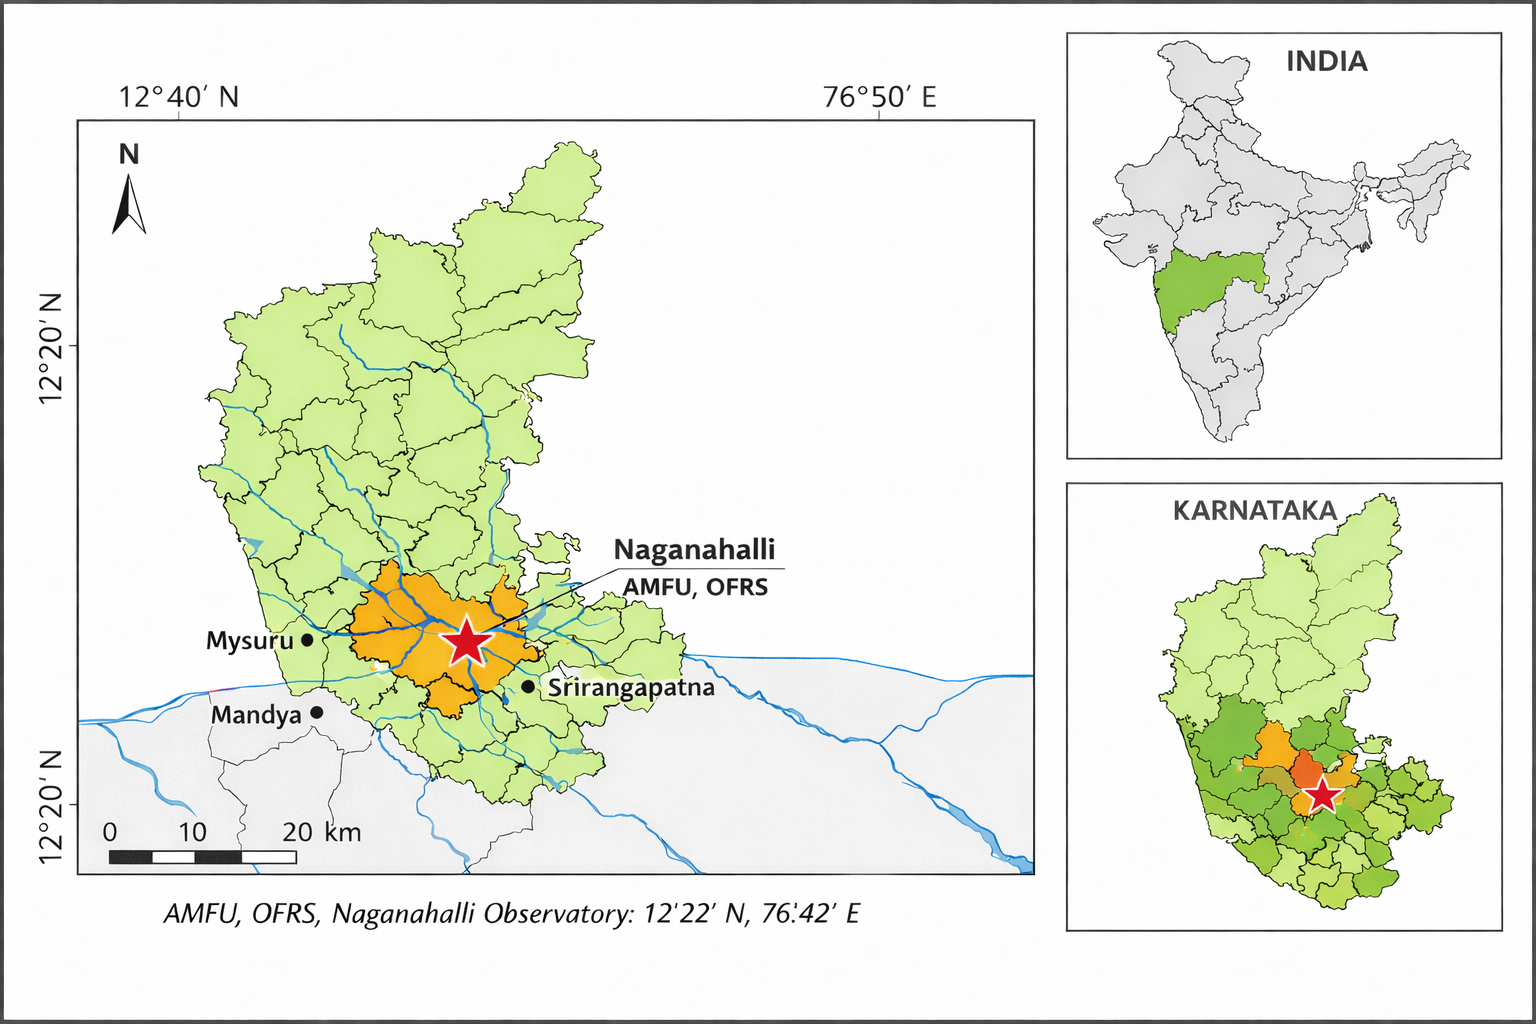 12°40′ N
76°50′ E
N
12°20′ N
Naganahalli
AMFU, OFRS
Mysuru
Srirangapatna
Mandya
12°20′ N
0 10 20 km
AMFU, OFRS, Naganahalli Observatory: 12'22' N, 76.'42' E
INDIA
KARNATAKA